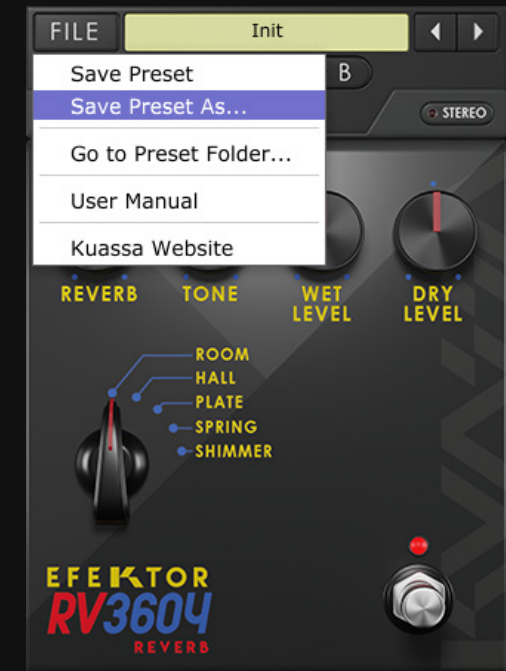 FILE
Init
Save Preset
B
Save Preset As...
STEREO
Go to Preset Folder...
User Manual
Kuassa Website
REVERB
TONE
WET
LEVEL
DRY
LEVEL
ROOM
HALL
PLATE
SPRING
SHIMMER
EFEKTOR
RV3604
REVERB